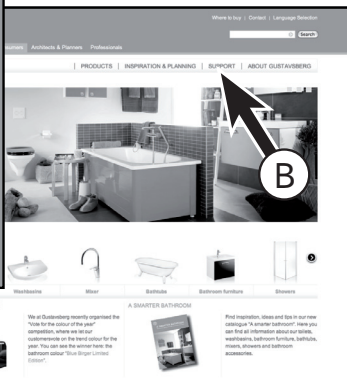 Where to buy | Contact | Language Selection
Search
sumers Architects & Planners Professionals
| PRODUCTS | INSPIRATION & PLANNING | SUPPORT | ABOUT GUSTAVSBERG
B
Washbasins Mixer Bathtubs Bathroom furniture Showers
A SMARTER BATHROOM
We at Gustavsberg recently organised the
"Vote for the colour of the year"
competition, where we let our
customers vote on the trend colour for the
year. You can see the winner here: the
bathroom colour "Blue Birger Limited
Edition".
Find inspiration, ideas and tips in our new
catalogue "A smarter bathroom". Here you
can find all information about our toilets,
washbasins, bathroom furniture, bathtubs,
mixers, showers and bathroom
accessories.